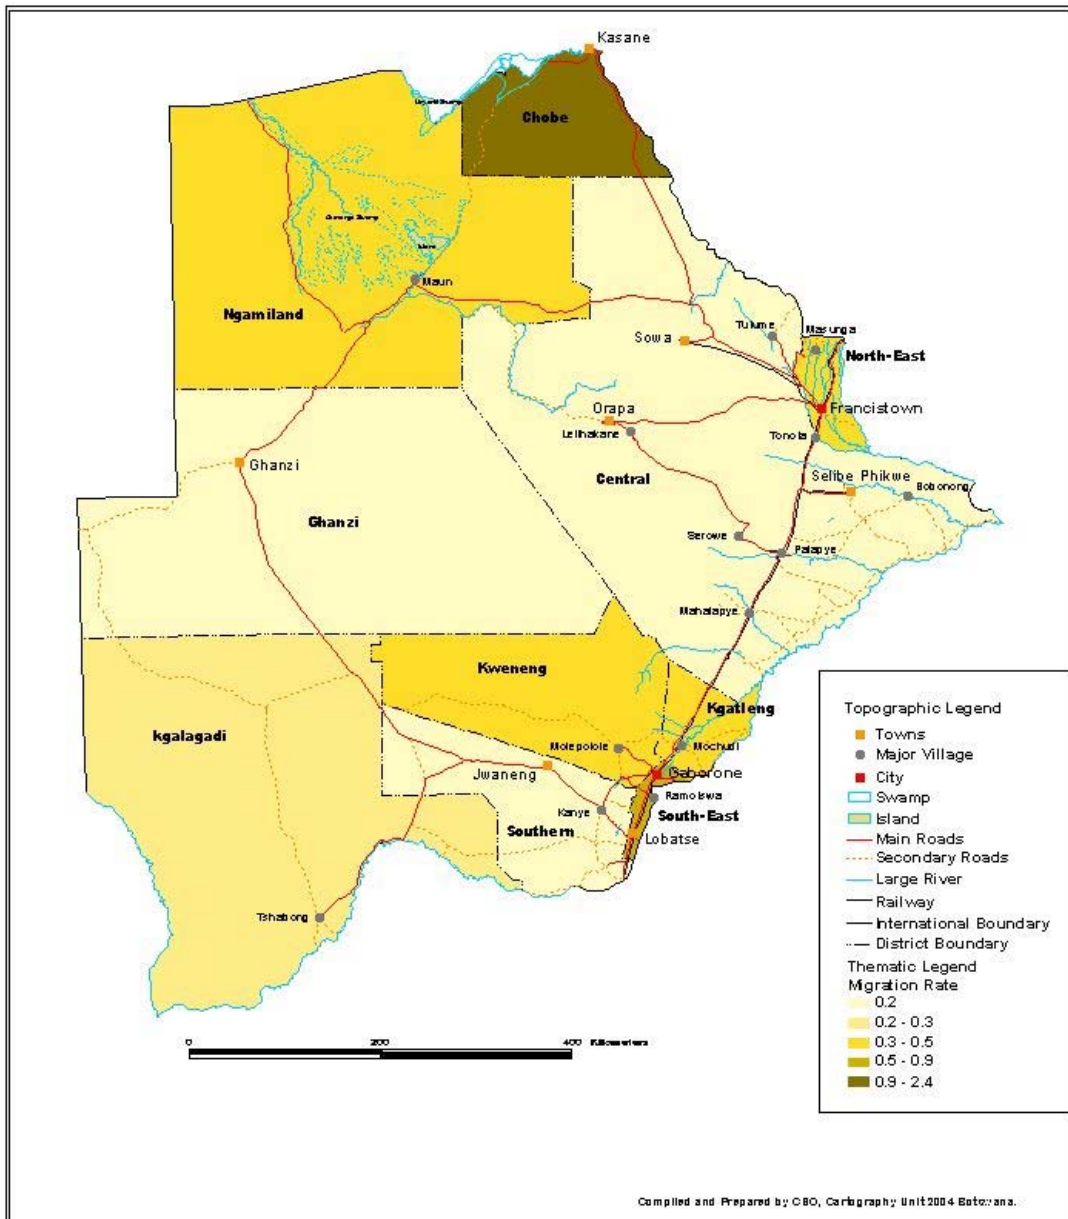 Kasane
Chobe
Maun
Ngamiland
Sowa
Tutume
Masunga
North-East
Orapa
Francistown
Letlhakane
Tonota
Ghanzi
Central
Selibe Phikwe
Bobonong
Ghanzi
Serowe
Palapye
Mahalapye
Kweneng
Kgatleng
kgalagadi
Molepolole
Mochudi
Jwaneng
Gaborone
Ramotswa
Kanye
South-East
Southern
Lobatse
Tshabong
0 200 400 Kilometers
Topographic Legend
Towns
Major Village
City
Swamp
Island
Main Roads
Secondary Roads
Large River
Railway
International Boundary
District Boundary
Thematic Legend
Migration Rate
0.2
0.2 - 0.3
0.3 - 0.5
0.5 - 0.9
0.9 - 2.4
Compiled and Prepared by CSO, Cartography Unit 2004 Botswana.